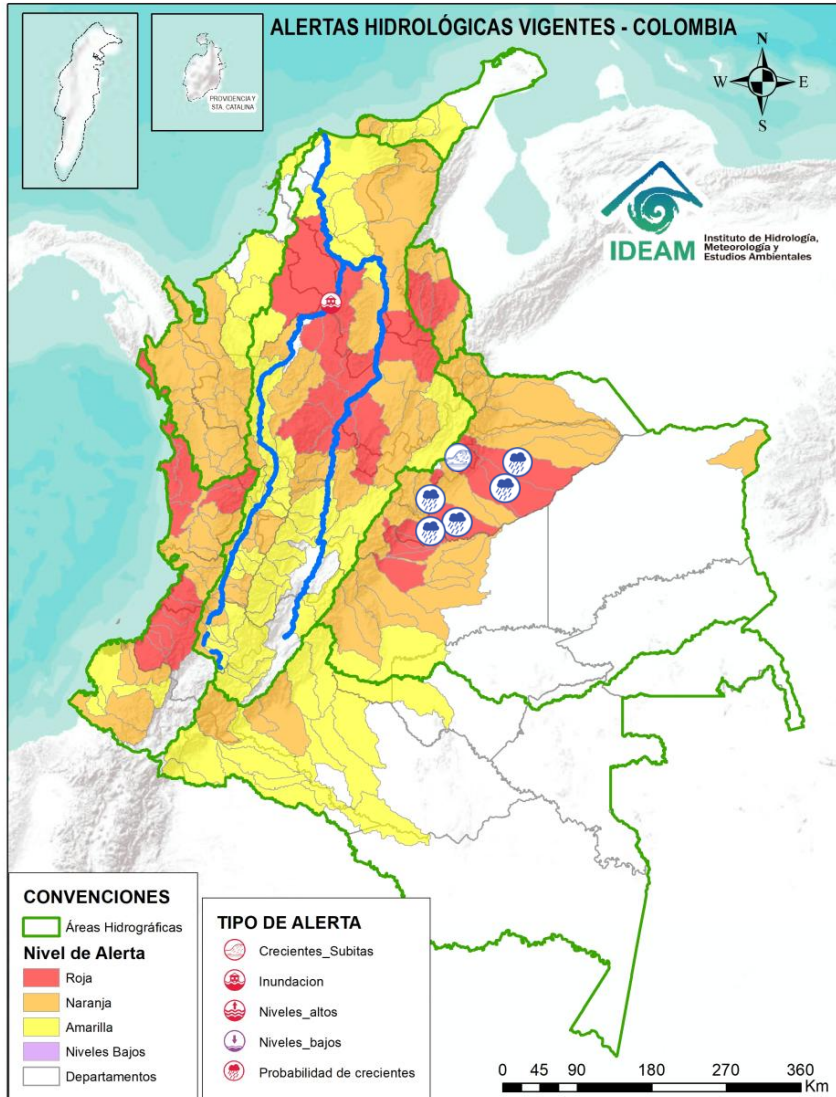 ALERTAS HIDROLÓGICAS VIGENTES - COLOMBIA
PROVIDENCIA Y
STA. CATALINA
N
W
E
S
IDEAM
Instituto de Hidrología,
Meteorología y
Estudios Ambientales
CONVENCIONES
Áreas Hidrográficas
Nivel de Alerta
Roja
Naranja
Amarilla
Niveles Bajos
Departamentos
TIPO DE ALERTA
Crecientes_Subitas
Inundacion
Niveles_altos
Niveles_bajos
Probabilidad de crecientes
0 45 90 180 270 360
Km